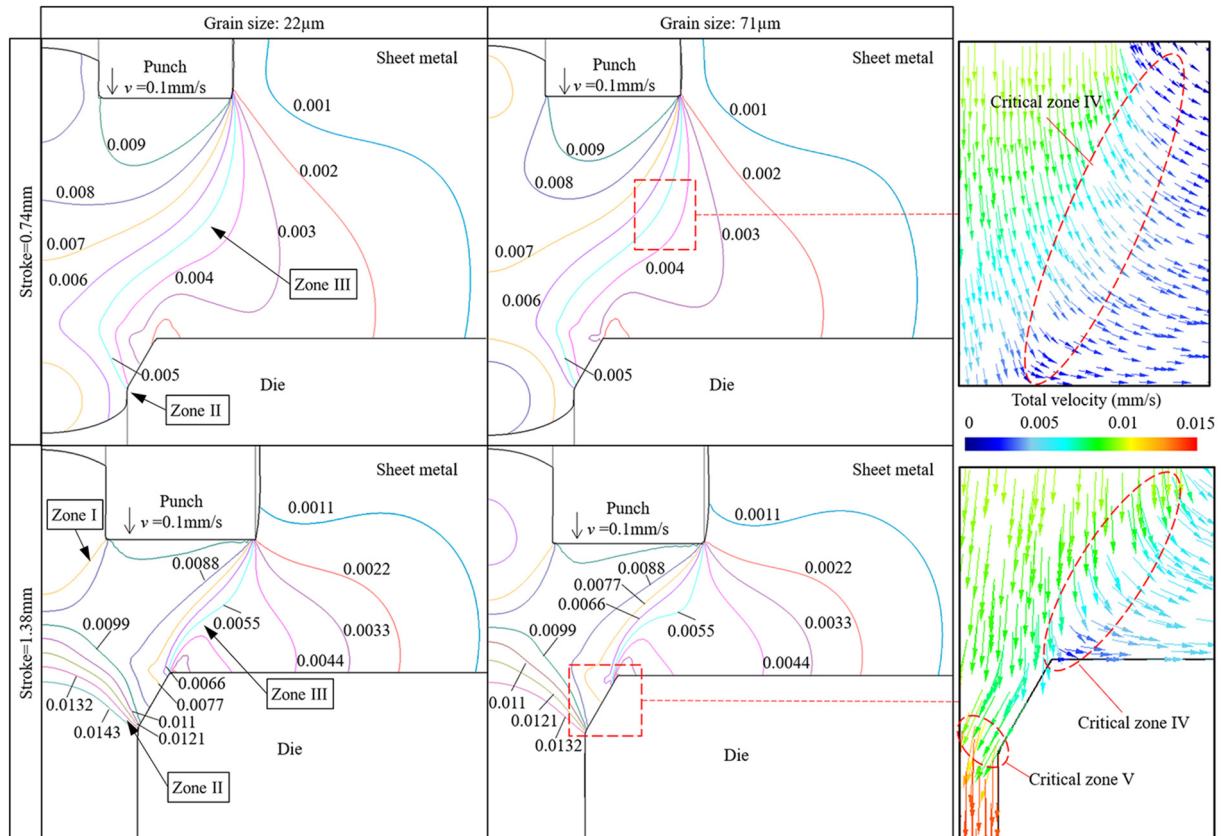 Grain size: 22µm
Grain size: 71µm
Stroke=0.74mm
Punch
v =0.1mm/s
Sheet metal
0.001
0.009
0.002
0.008
0.003
0.007
0.006
0.004
Zone III
0.005
Die
Zone II
Punch
v =0.1mm/s
Sheet metal
0.001
0.009
0.002
0.008
0.003
0.007
0.004
0.006
0.005
Die
Critical zone IV
Total velocity (mm/s)
0 0.005 0.01 0.015
Stroke=1.38mm
Sheet metal
Punch
v =0.1mm/s
Zone I
0.0011
0.0088
0.0022
0.0099
0.0055
0.0033
0.0044
0.0066
Zone III
0.0077
0.0132
0.011
0.0143
0.0121
Die
Zone II
Sheet metal
Punch
v =0.1mm/s
0.0011
0.0088
0.0077
0.0022
0.0066
0.0099
0.0055
0.0033
0.0044
0.011
0.0121
0.0132
Die
Critical zone IV
Critical zone V